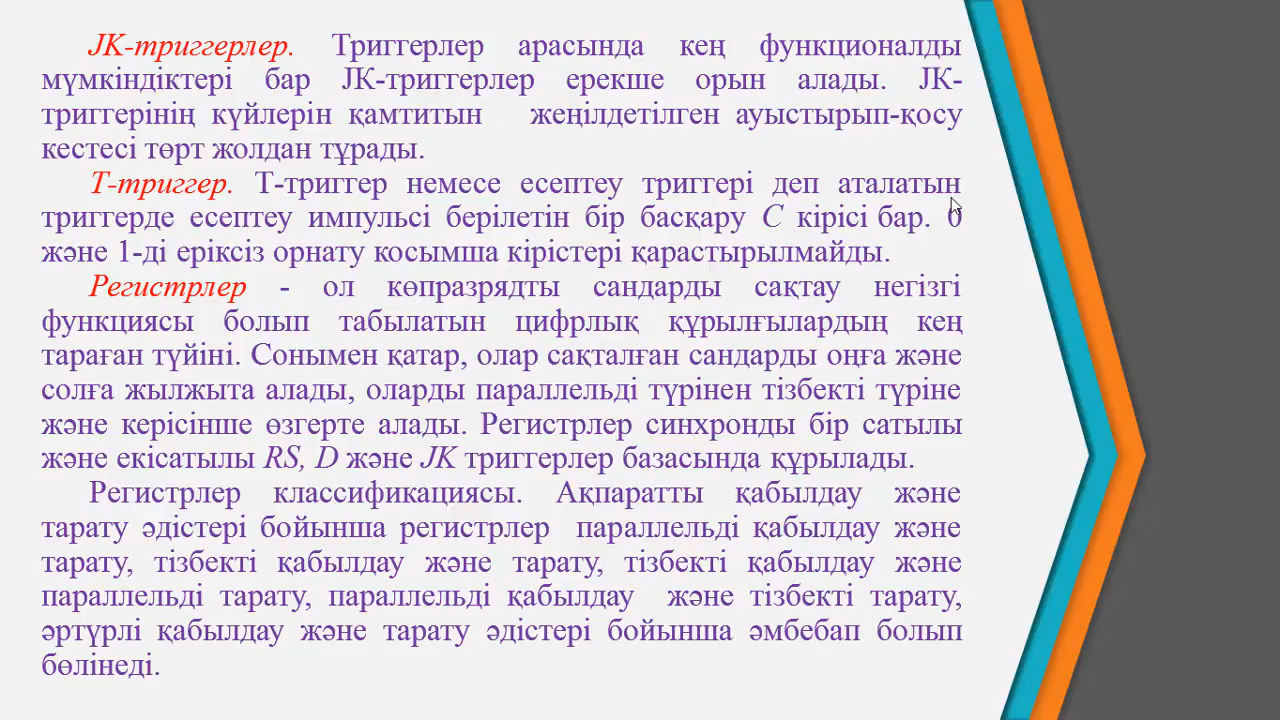 JK-триггерлер. Триггерлер арасында кең функционалды
мүмкіндіктері бар JK-триггерлер ерекше орын алады. JK-
триггерінің күйлерін қамтитын жеңілдетілген ауыстырып-қосу
кестесі төрт жолдан тұрады.
Т-триггер. Т-триггер немесе есептеу триггері деп аталатын
триггерде есептеу импульсі берілетін бір басқару С кірісі бар. 0
және 1-ді еріксіз орнату косымша кірістері қарастырылмайды.
Регистрлер - ол көпразрядты сандарды сақтау негізгі
функциясы болып табылатын цифрлық құрылғылардың кең
тараған түйіні. Сонымен қатар, олар сақталған сандарды оңға және
солға жылжыта алады, оларды параллельді түрінен тізбекті түріне
және керісінше өзгерте алады. Регистрлер синхронды бір сатылы
және екісатылы RS, D және JK триггерлер базасында құрылады.
Регистрлер классификациясы. Ақпаратты қабылдау және
тарату әдістері бойынша регистрлер параллельді қабылдау және
тарату, тізбекті қабылдау және тарату, тізбекті қабылдау және
параллельді тарату, параллельді қабылдау және тізбекті тарату,
әртүрлі қабылдау және тарату әдістері бойынша әмбебап болып
бөлінеді.